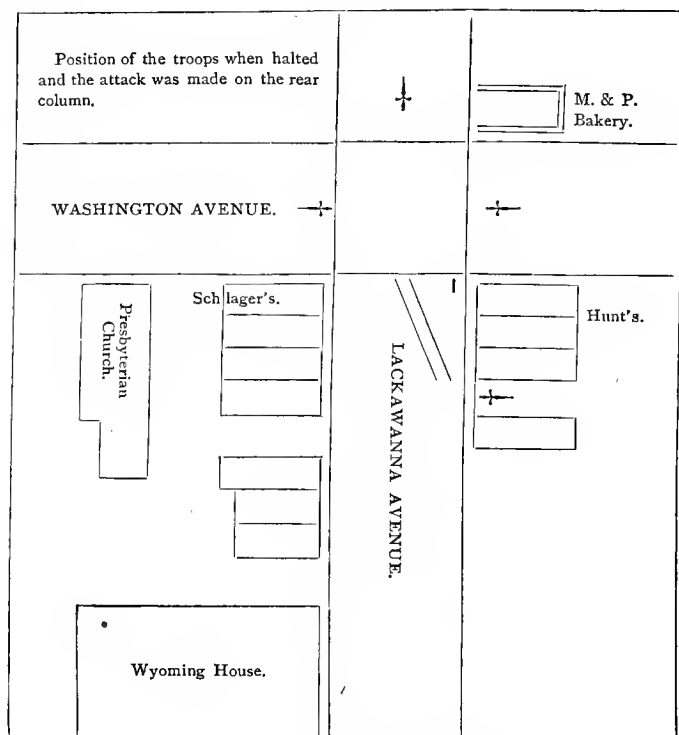 Position of the troops when halted
and the attack was made on the rear
column.
M. & P.
Bakery.
WASHINGTON AVENUE.
Presbyterian
Church.
Schlager's.
LACKAWANNA AVENUE.
Hunt's.
Wyoming House.